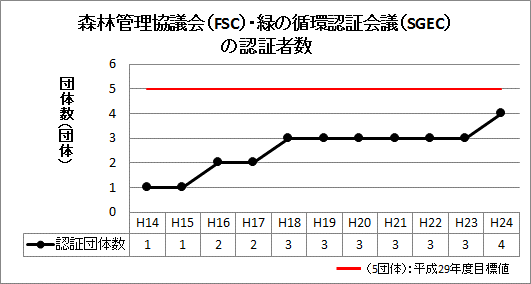 森林管理協議会（FSC）・緑の循環認証会議（SGEC）
の認証者数
団体数（団体）
6
5
4
3
2
1
0
H14 H15 H16 H17 H18 H19 H20 H21 H22 H23 H24
認証団体数 1 1 2 2 3 3 3 3 3 3 4
（5団体）：平成29年度目標値